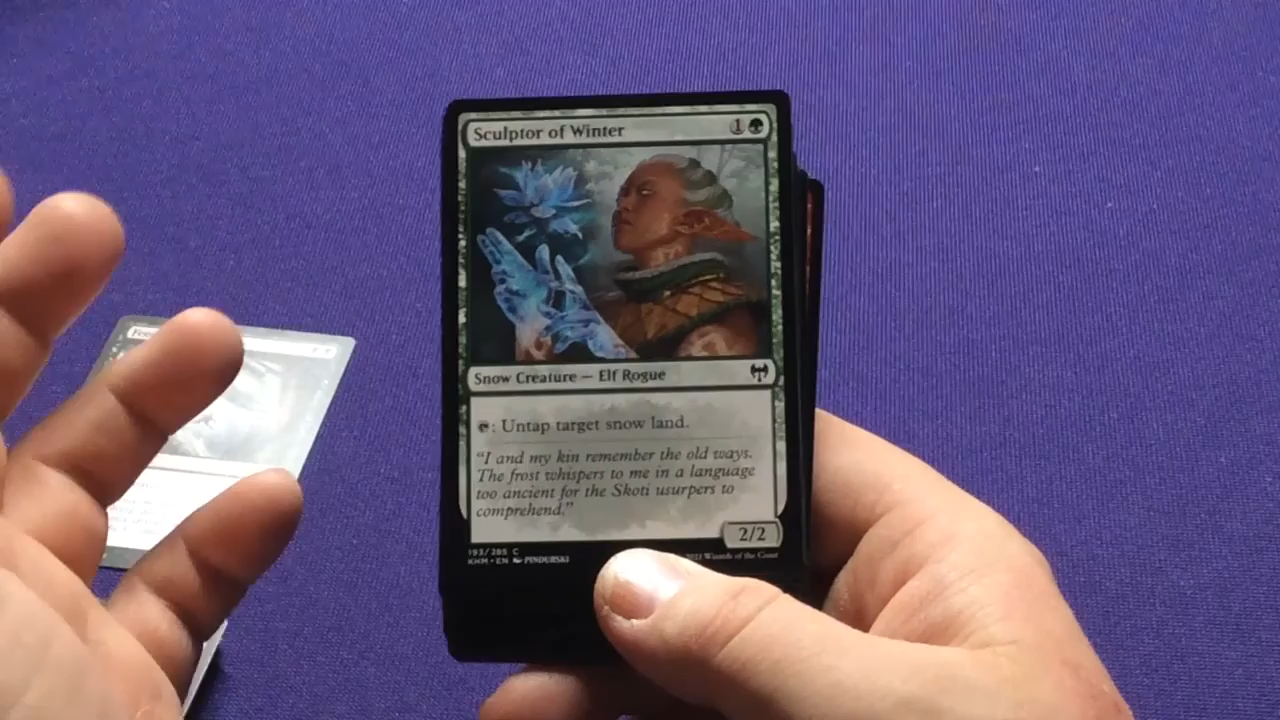 Sculptor of Winter 1
Snow Creature — Elf Rogue
: Untap target snow land.
"I and my kin remember the old ways.
The frost whispers to me in a language
too ancient for the Skoti usurpers to
comprehend."
2/2
193/285 C
KHM • EN PINDURSKI
2021 Wizards of the Coast